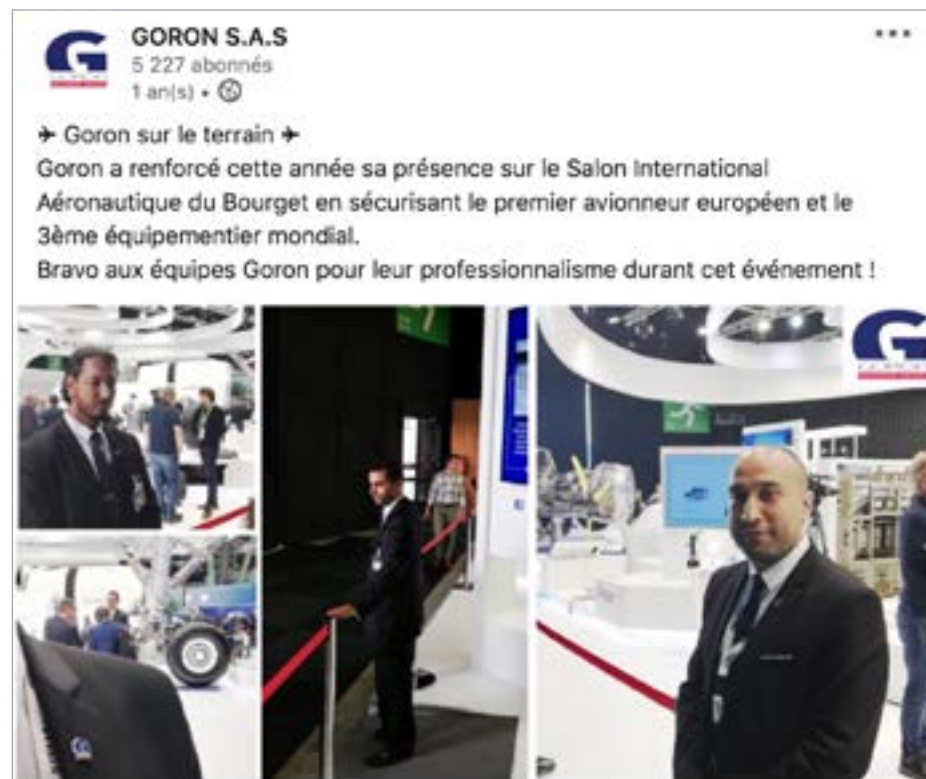 GORON S.A.S
5 227 abonnés
1 an(s) •
✈ Goron sur le terrain ✈
Goron a renforcé cette année sa présence sur le Salon International
Aéronautique du Bourget en sécurisant le premier avionneur européen et le
3ème équipementier mondial.
Bravo aux équipes Goron pour leur professionnalisme durant cet événement !